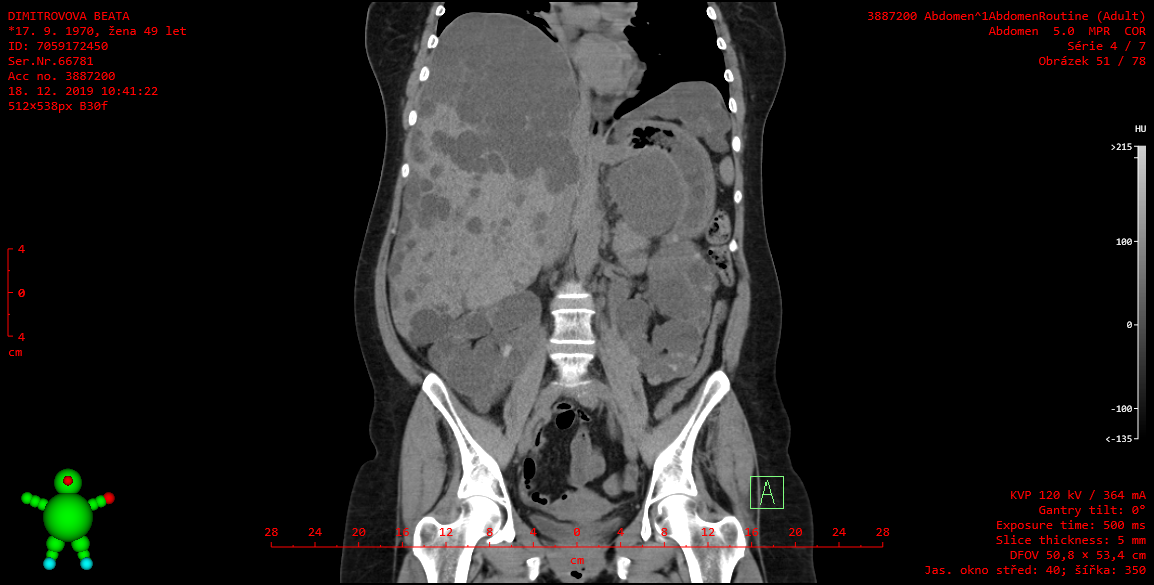 DIMITROVOVA BEATA
*17. 9. 1970, žena 49 let
ID: 7059172450
Ser.Nr.66781
Acc no. 3887200
18. 12. 2019 10:41:22
512x538px B30f
3887200 Abdomen^1AbdomenRoutine (Adult)
Abdomen 5.0 MPR COR
Série 4 / 7
Obrázek 51 / 78
HU
>215
100
0
-100
<-135
4
0
4
cm
A
28 24 20 16 12 8 4 0 4 8 12 16 20 24 28
cm
KVP 120 kV / 364 mA
Gantry tilt: 0°
Exposure time: 500 ms
Slice thickness: 5 mm
DFOV 50,8 × 53,4 cm
Jas. okno střed: 40; šířka: 350